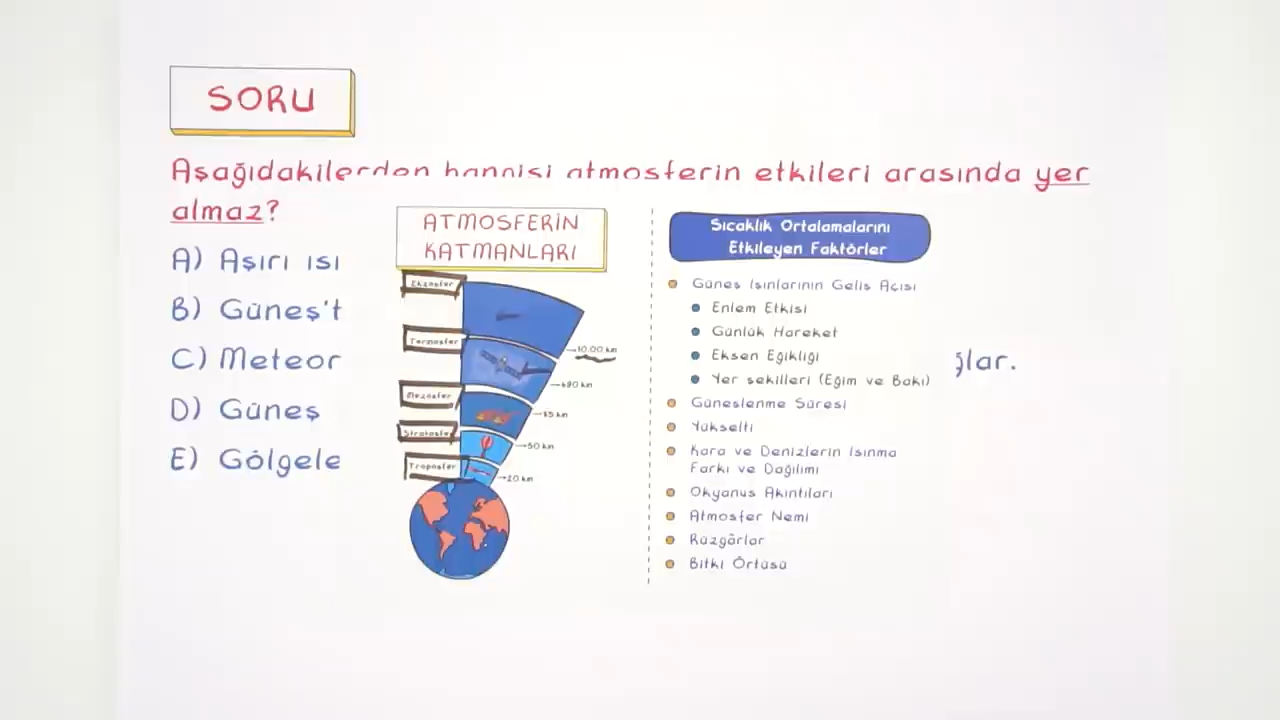 SORU
Aşağıdakilerden hangisi atmosferin etkileri arasında yer
almaz?
A) Aşırı ısı
B) Güneş't
C) Meteor
D) Güneş
E) Gölgele
ATMOSFERİN
KATMANLARI
Ekzosfer
Termosfer
10.00 km
690 km
Mezosfer
85 km
Stratosfer
50 km
Troposfer
20 km
Sıcaklık Ortalamalarını
Etkileyen Faktörler
Güneş Işınlarının Geliş Açısı
Enlem Etkisi
Günlük Hareket
Eksen Eğikliği
Yer şekilleri (Eğim ve Bakı)
Güneslenme Süresi
Yükselti
Kara ve Denizlerin Isınma
Farkı ve Dağılımı
Okyanus Akıntıları
Atmosfer Nemi
Rüzgârlar
Bitki Örtüsü
şlar.